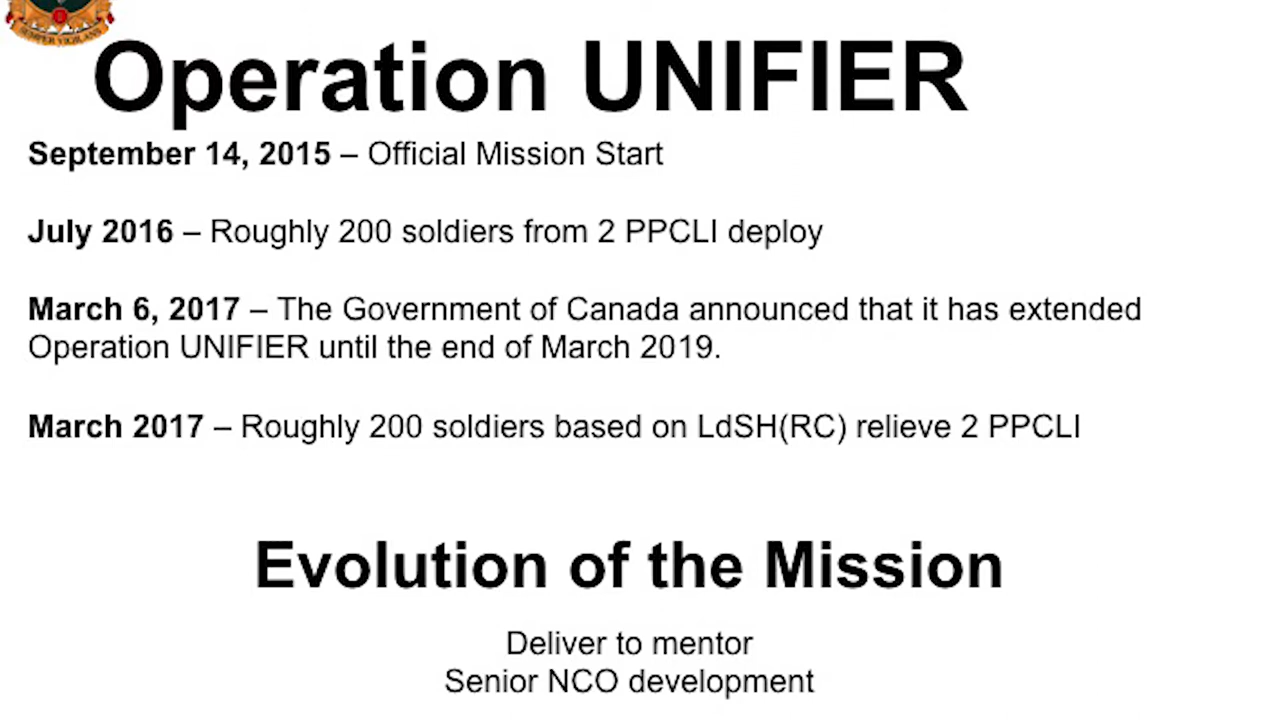 SEMPER VIGILANS
Operation UNIFIER
September 14, 2015 – Official Mission Start
July 2016 – Roughly 200 soldiers from 2 PPCLI deploy
March 6, 2017 – The Government of Canada announced that it has extended
Operation UNIFIER until the end of March 2019.
March 2017 – Roughly 200 soldiers based on LdSH(RC) relieve 2 PPCLI
Evolution of the Mission
Deliver to mentor
Senior NCO development